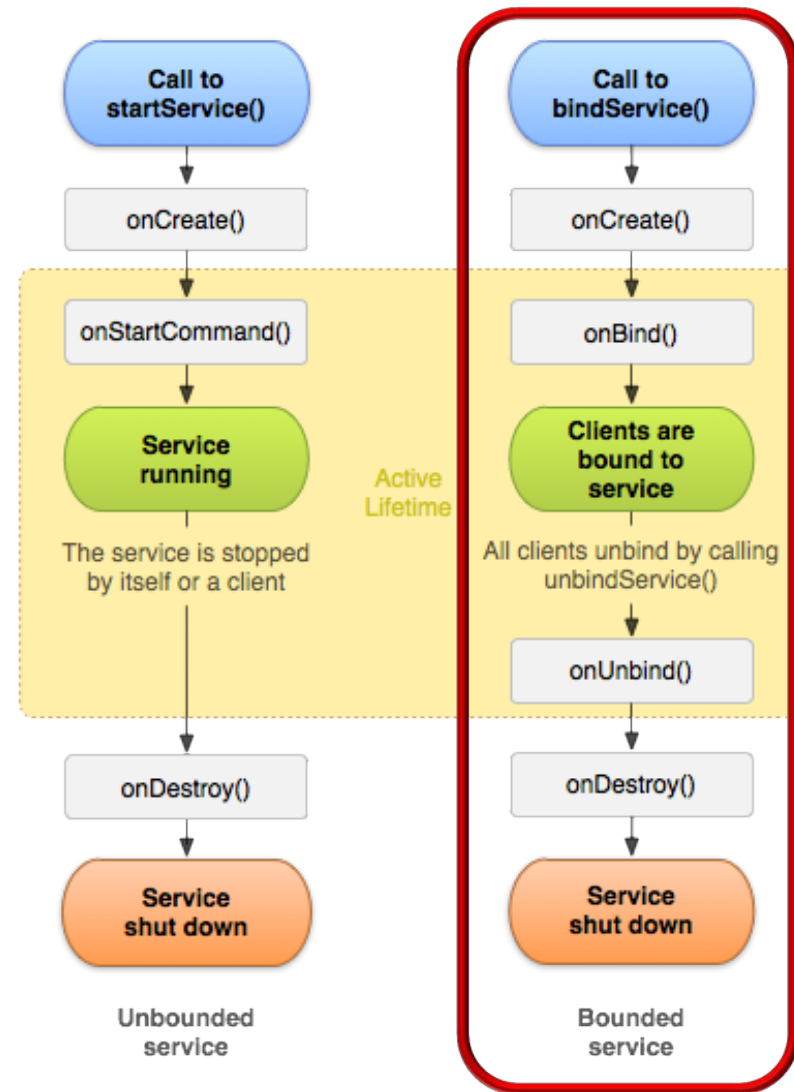 Call to
startService()
onCreate()
onStartCommand()
Service
running
The service is stopped
by itself or a client
onDestroy()
Service
shut down
Unbounded
service
Active
Lifetime
Call to
bindService()
onCreate()
onBind()
Clients are
bound to
service
All clients unbind by calling
unbindService()
onUnbind()
onDestroy()
Service
shut down
Bounded
service